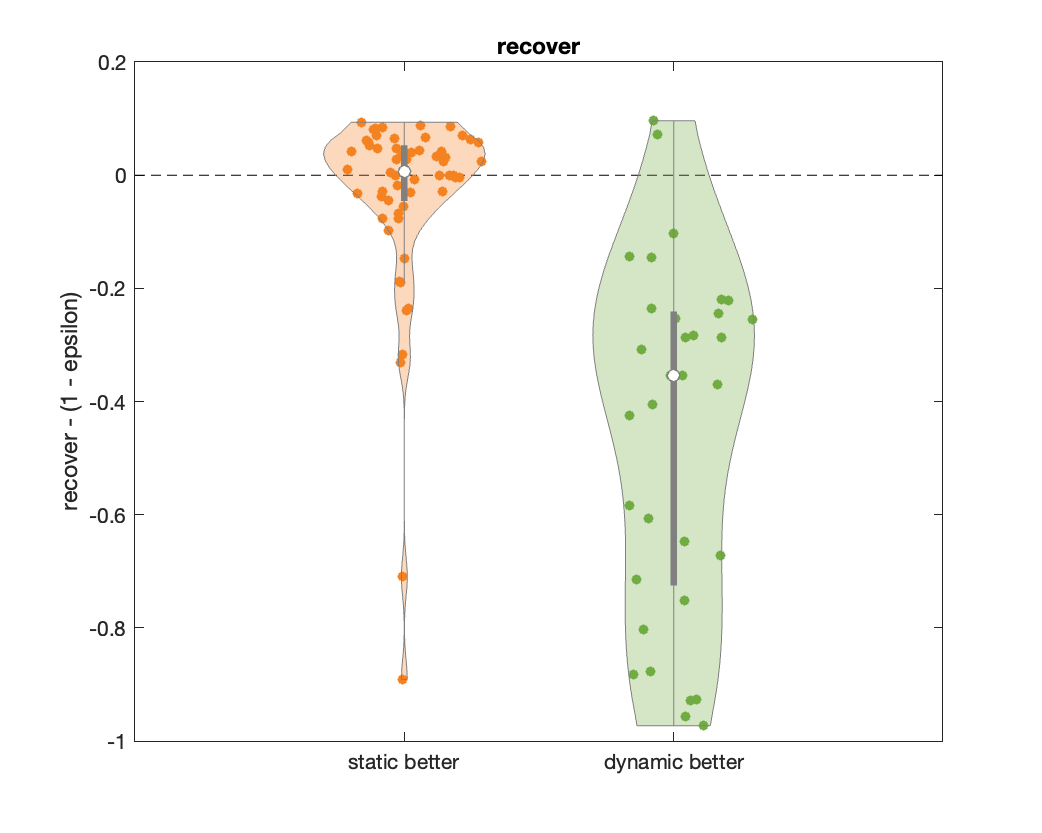 recover
0.2
0
-0.2
-0.4
-0.6
-0.8
-1
recover - (1 - epsilon)
static better
dynamic better